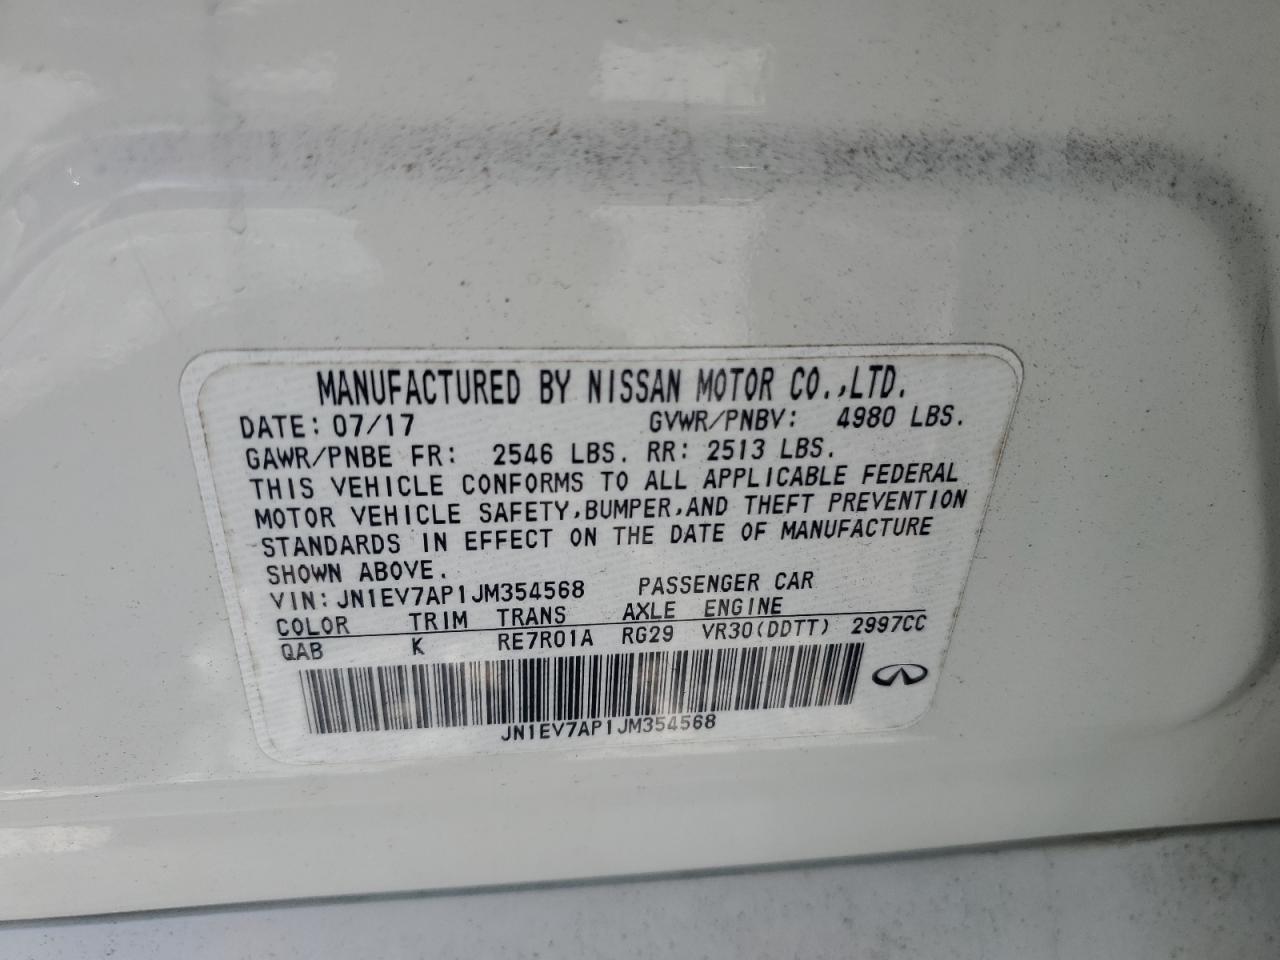 MANUFACTURED BY NISSAN MOTOR CO.,LTD.
DATE: 07/17 GVWR/PNBV: 4980 LBS.
GAWR/PNBE FR: 2546 LBS. RR: 2513 LBS.
THIS VEHICLE CONFORMS TO ALL APPLICABLE FEDERAL
MOTOR VEHICLE SAFETY,BUMPER,AND THEFT PREVENTION
STANDARDS IN EFFECT ON THE DATE OF MANUFACTURE
SHOWN ABOVE.
VIN: JN1EV7AP1JM354568 PASSENGER CAR
COLOR TRIM TRANS AXLE ENGINE
QAB K RE7R01A RG29 VR30(DDTT) 2997CC
JN1EV7AP1JM354568